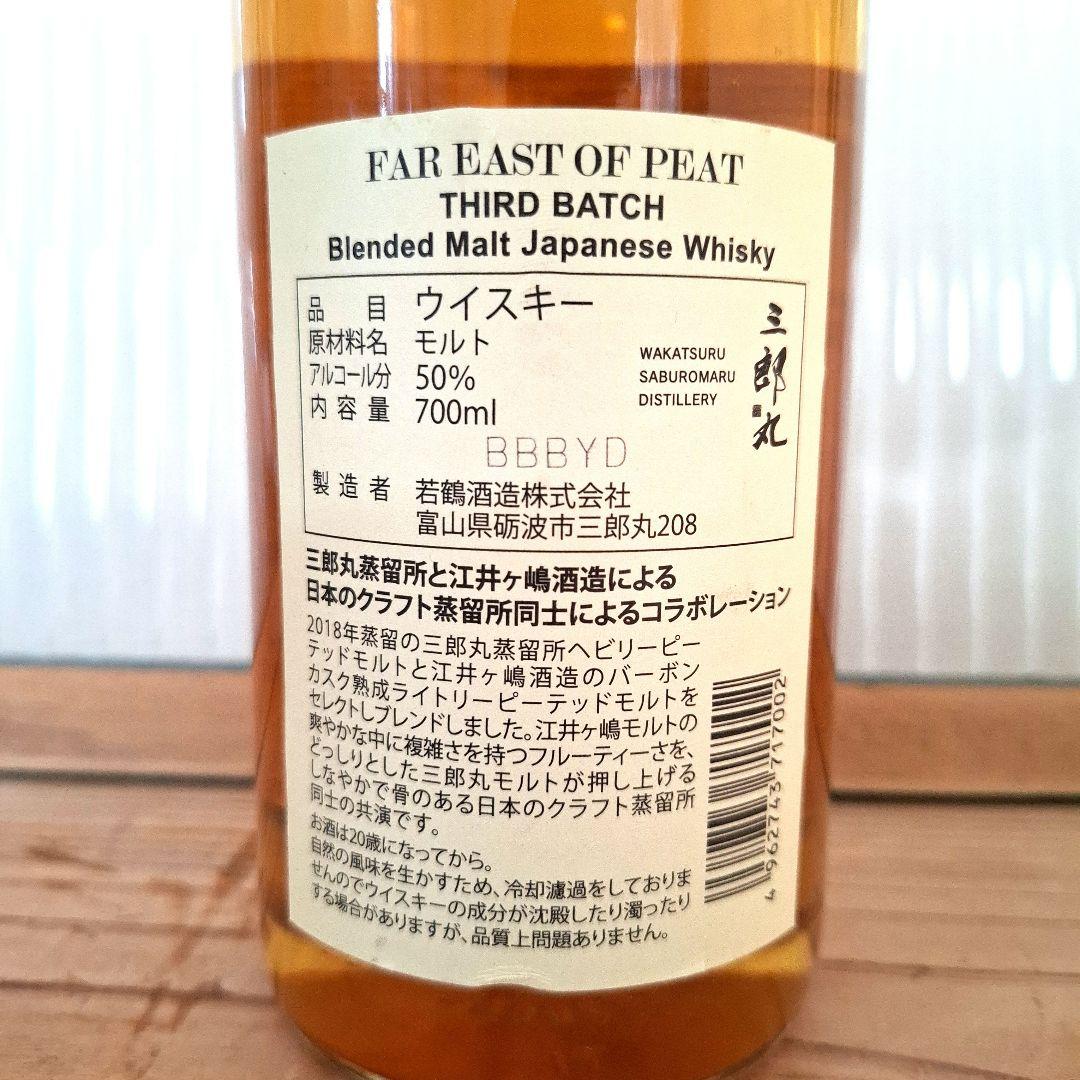 FAR EAST OF PEAT
THIRD BATCH
Blended Malt Japanese Whisky
品目 ウイスキー
原材料名 モルト
アルコール分 50%
内容量 700ml
BBBYD
製造者 若鶴酒造株式会社
富山県砺波市三郎丸208
WAKATSURU
SABUROMARU
DISTILLERY
三郎丸
三郎丸蒸留所と江井ヶ嶋酒造による
日本のクラフト蒸留所同士によるコラボレーション
2018年蒸留の三郎丸蒸留所ヘビリーピー
テッドモルトと江井ヶ嶋酒造のバーボン
カスク熟成ライトリーピーテッドモルトを
セレクトしブレンドしました。江井ヶ嶋モルトの
爽やかな中に複雑さを持つフルーティーさを、
どっしりとした三郎丸モルトが押し上げる
しなやかで骨のある日本のクラフト蒸留所
同士の共演です。
お酒は20歳になってから。
自然の風味を生かすため、冷却濾過をしておりま
せんのでウイスキーの成分が沈殿したり濁ったり
する場合がありますが、品質上問題ありません。
4 962743 717002